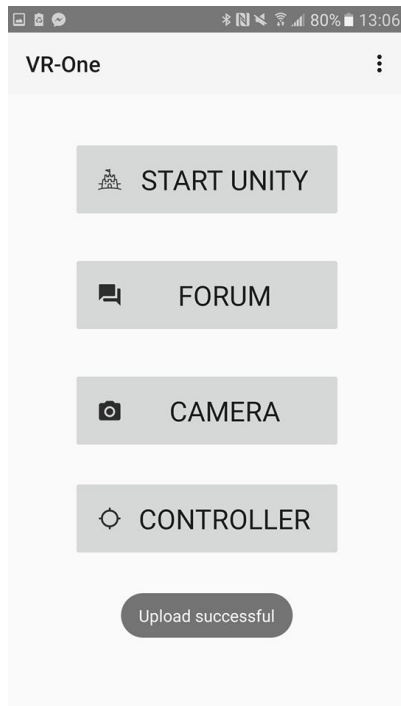 80% 13:06
VR-One
START UNITY
FORUM
CAMERA
CONTROLLER
Upload successful